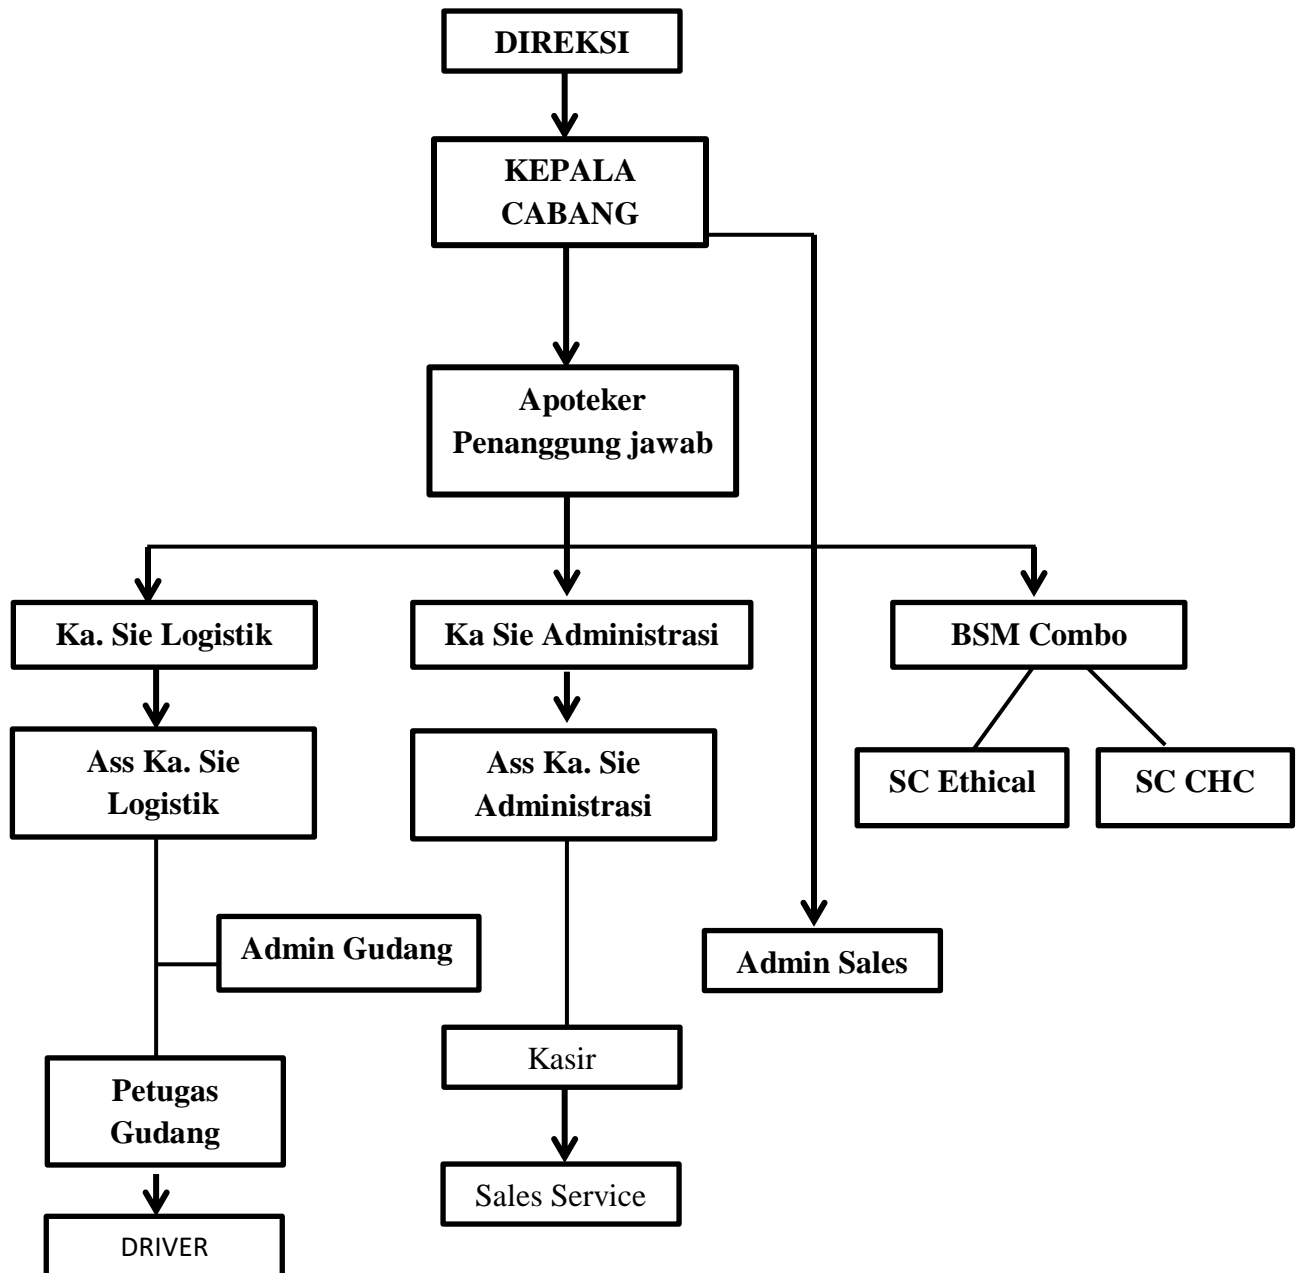 DIREKSI
KEPALA
CABANG
Apoteker
Penanggung jawab
Ka. Sie Logistik
Ka Sie Administrasi
BSM Combo
Ass Ka. Sie
Logistik
Ass Ka. Sie
Administrasi
SC Ethical
SC CHC
Admin Gudang
Admin Sales
Kasir
Petugas
Gudang
Sales Service
DRIVER